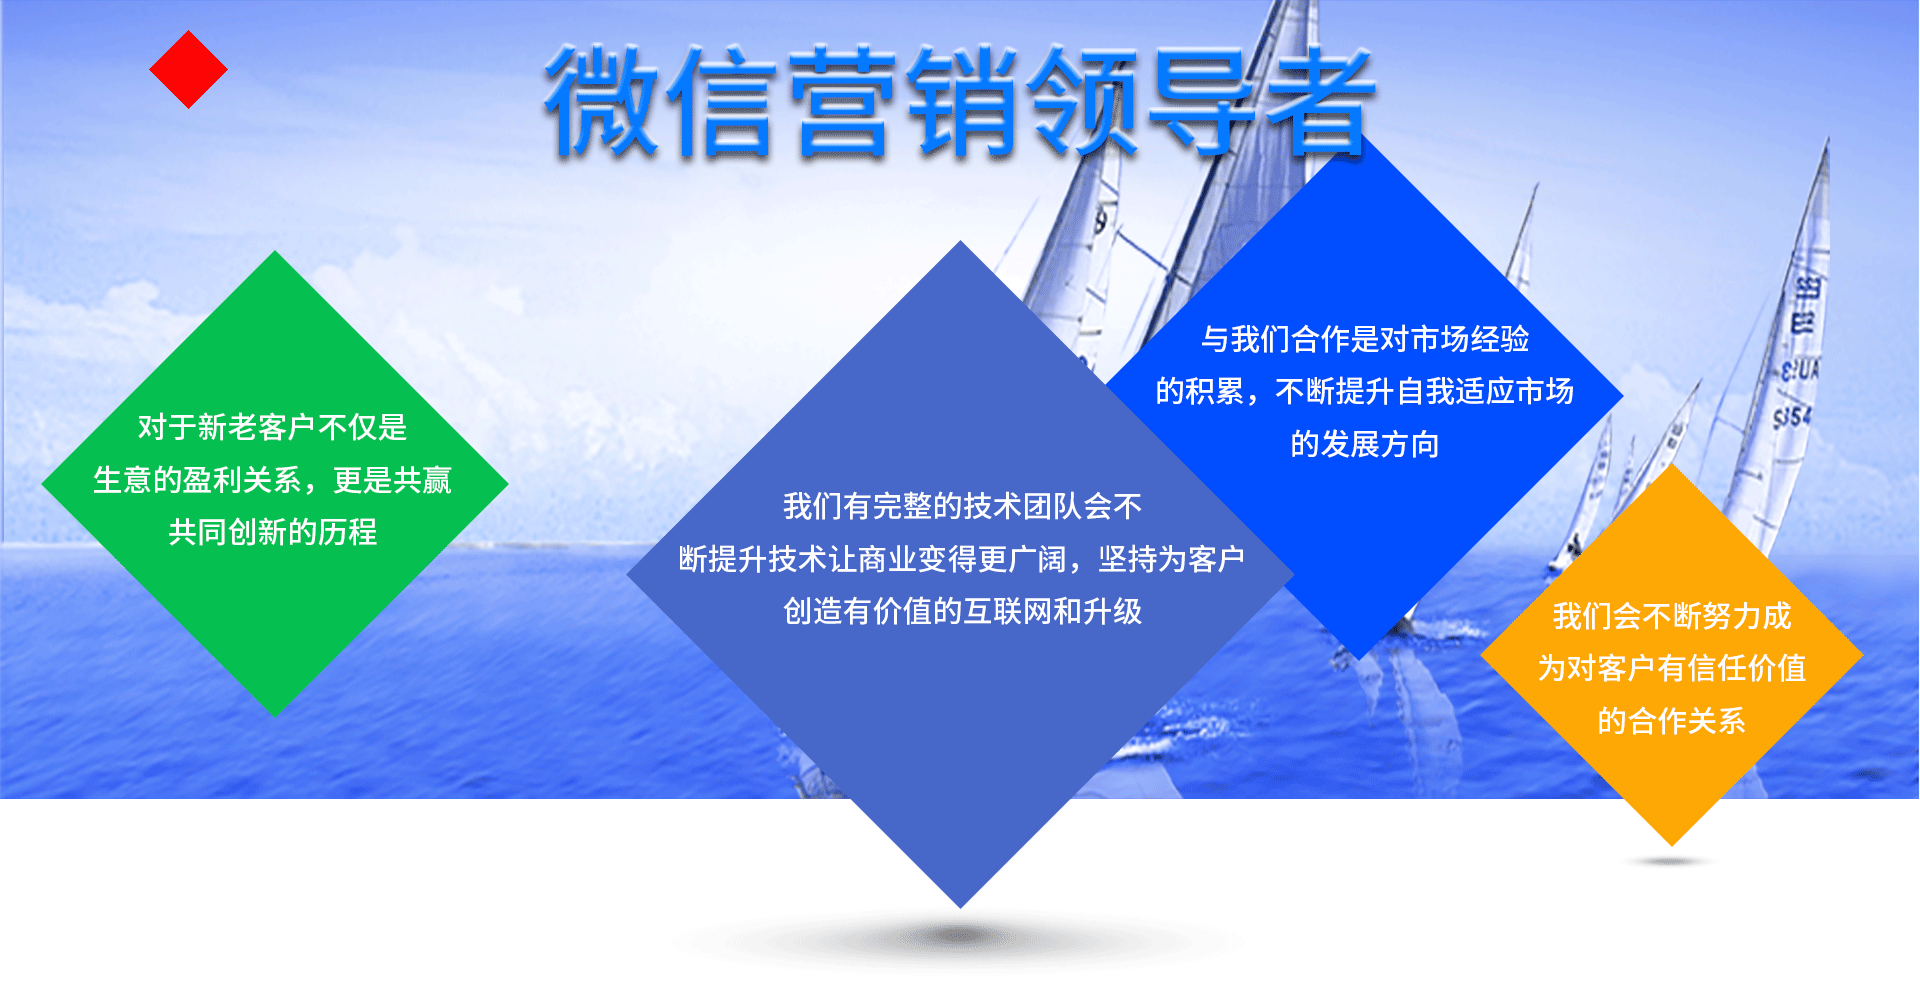 微信营销领导者
对于新老客户不仅是
生意的盈利关系，更是共赢
共同创新的历程
我们有完整的技术团队会不
断提升技术让商业变得更广阔，坚持为客户
创造有价值的互联网和升级
与我们合作是对市场经验
的积累，不断提升自我适应市场
的发展方向
我们会不断努力成
为对客户有信任价值
的合作关系